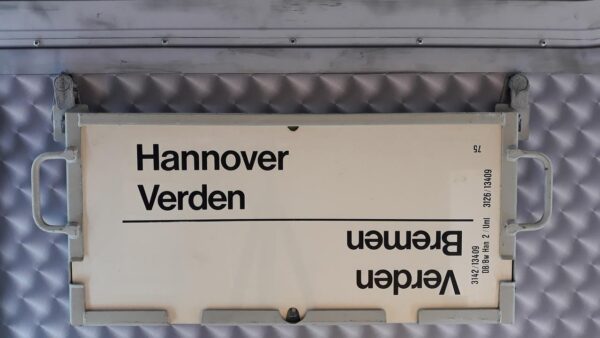 Hannover
Verden
Verden
Bremen
75
3142/13409
DB Bw Han 2 / Uml 3126/13409